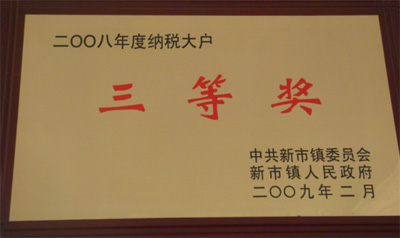 二〇〇八年度纳税大户
三等奖
中共新市镇委员会
新市镇人民政府
二〇〇九年二月